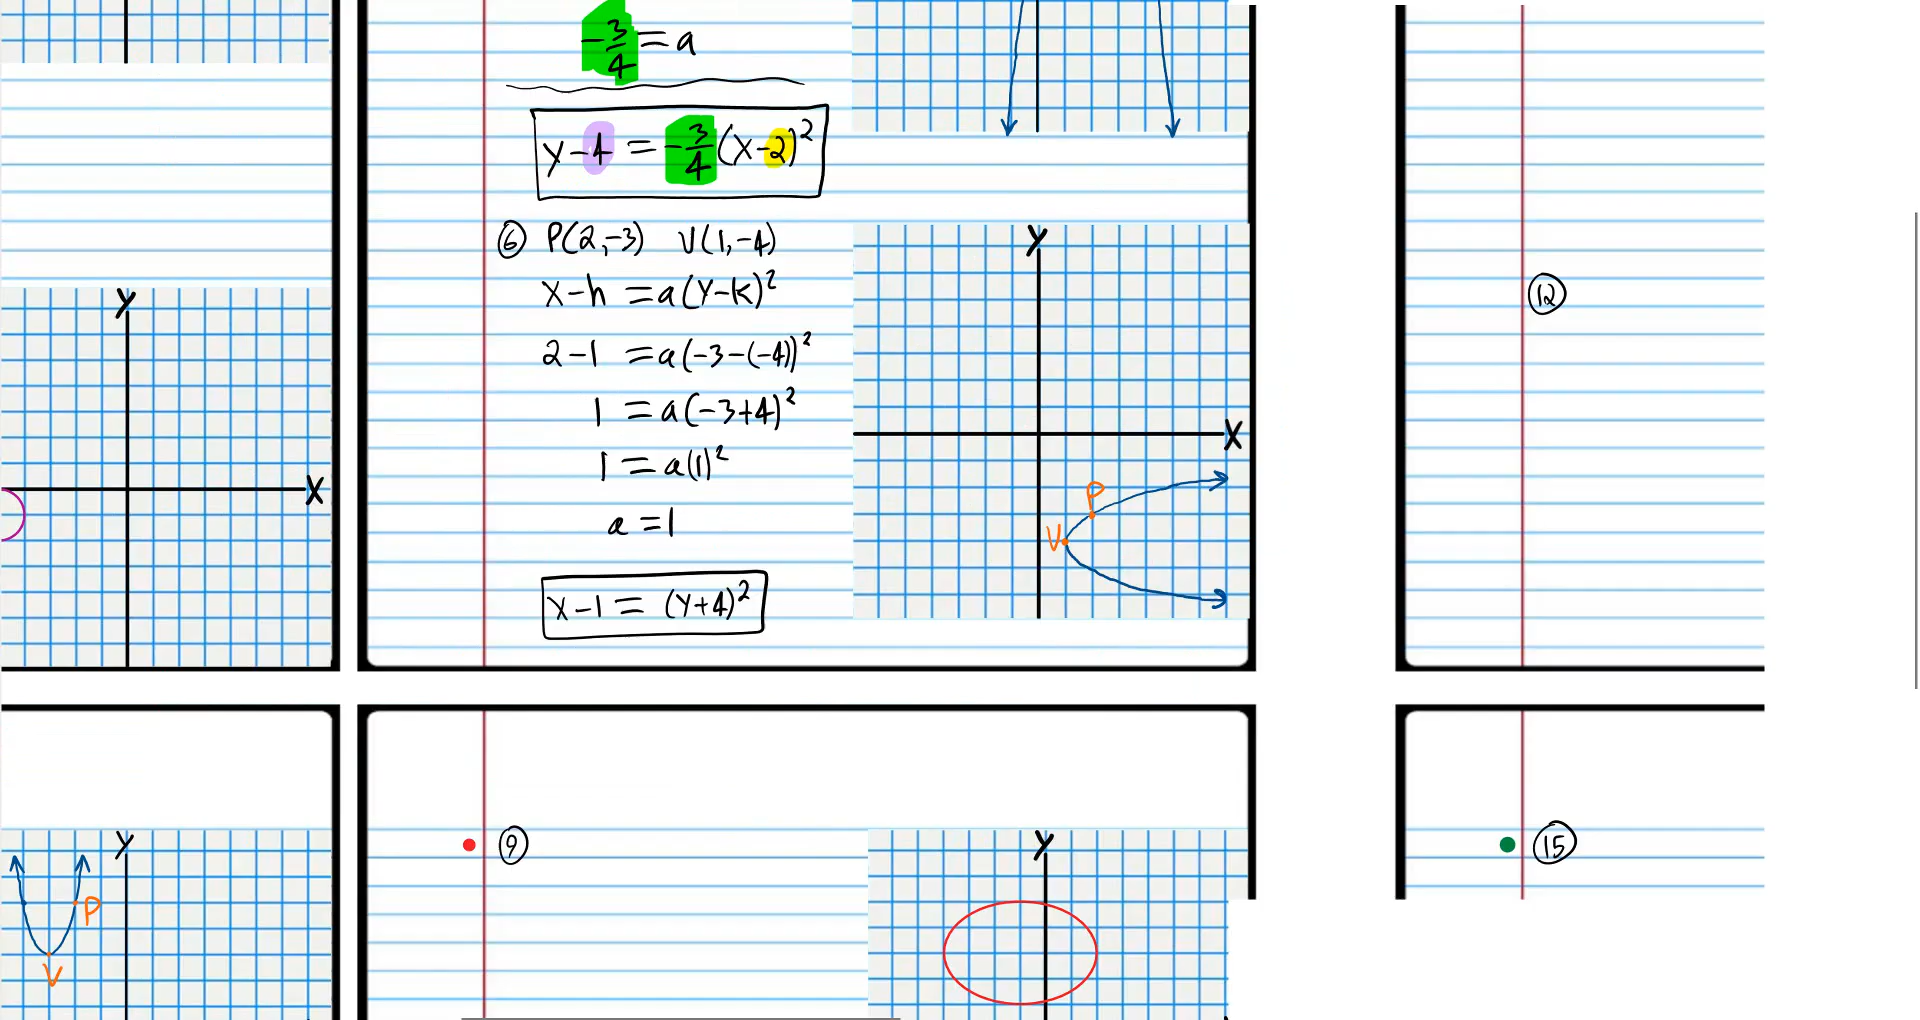 -3/4 = a
y-4 = -3/4(x-2)²
⑥ P(2,-3) V(1,-4)
x-h = a(y-k)²
2-1 = a(-3-(-4))²
1 = a(-3+4)²
1 = a(1)²
a = 1
x-1 = (y+4)²
y
x
P
V
y
x
⑫
y
P
V
⑨
y
⑮